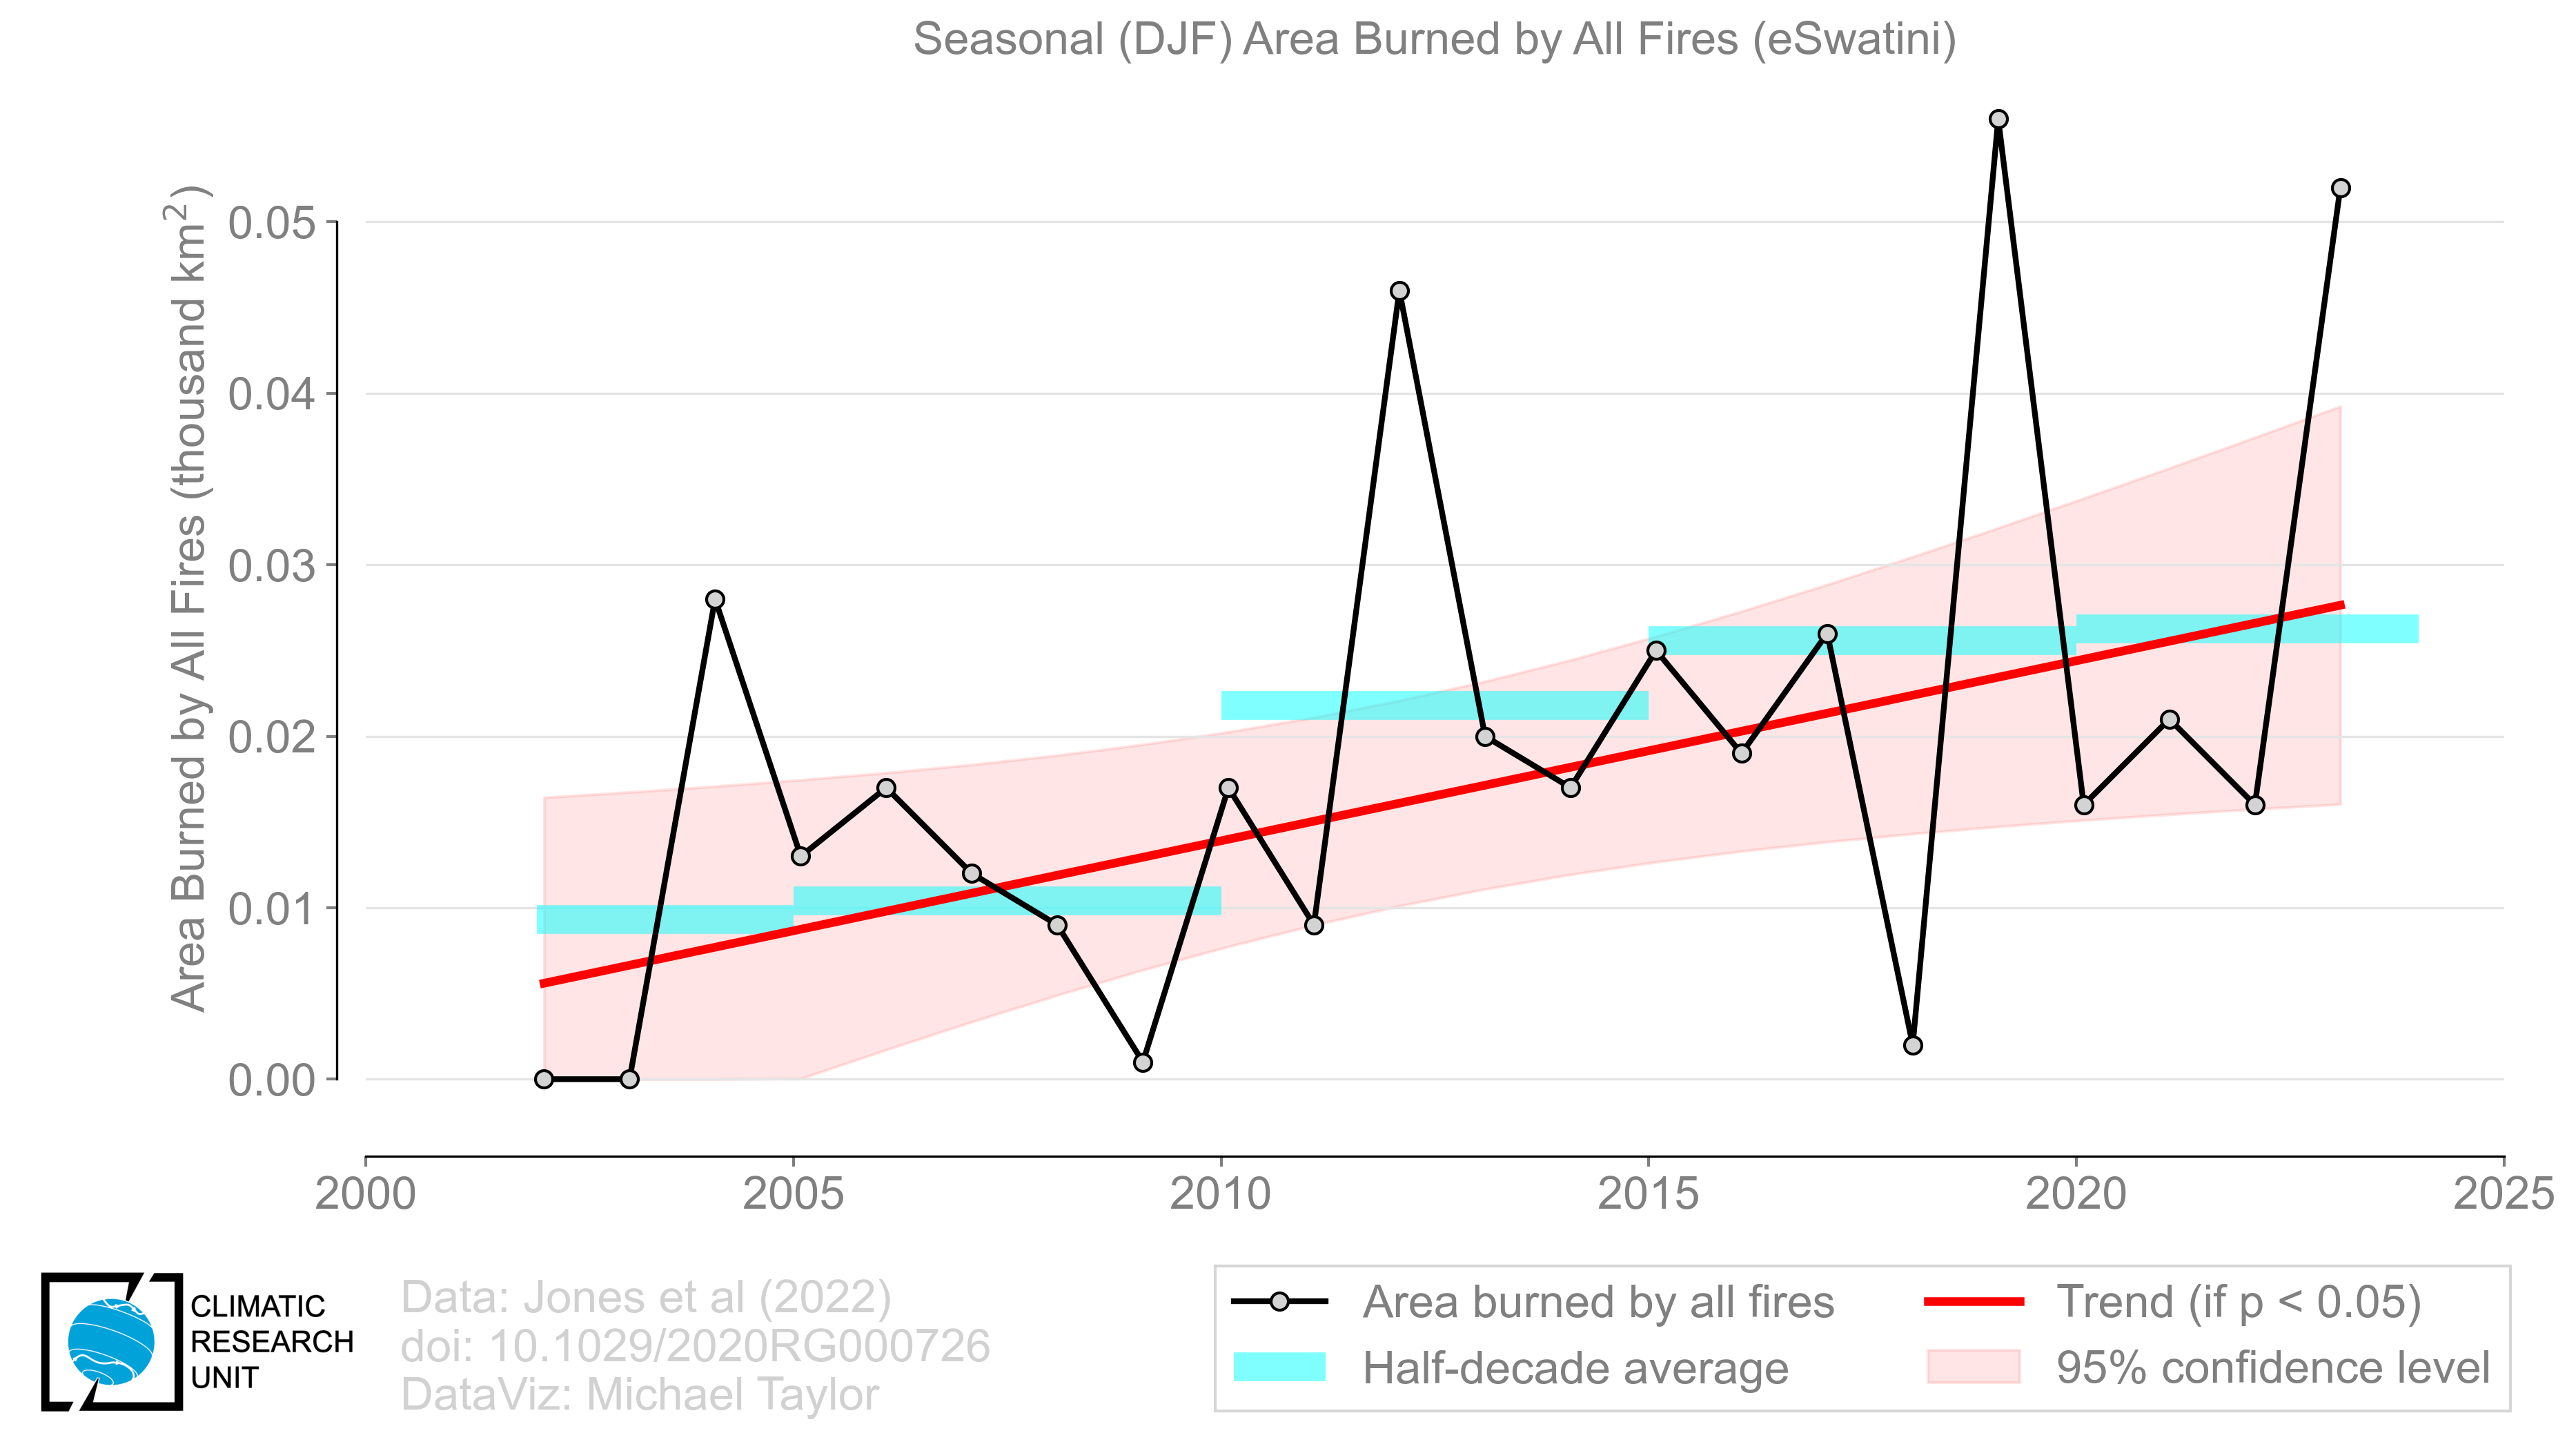 Seasonal (DJF) Area Burned by All Fires (eSwatini)
Area Burned by All Fires (thousand km²)
0.05
0.04
0.03
0.02
0.01
0.00
2000
2005
2010
2015
2020
2025
CLIMATIC
RESEARCH
UNIT
Data: Jones et al (2022)
doi: 10.1029/2020RG000726
DataViz: Michael Taylor
Area burned by all fires
Half-decade average
Trend (if p < 0.05)
95% confidence level